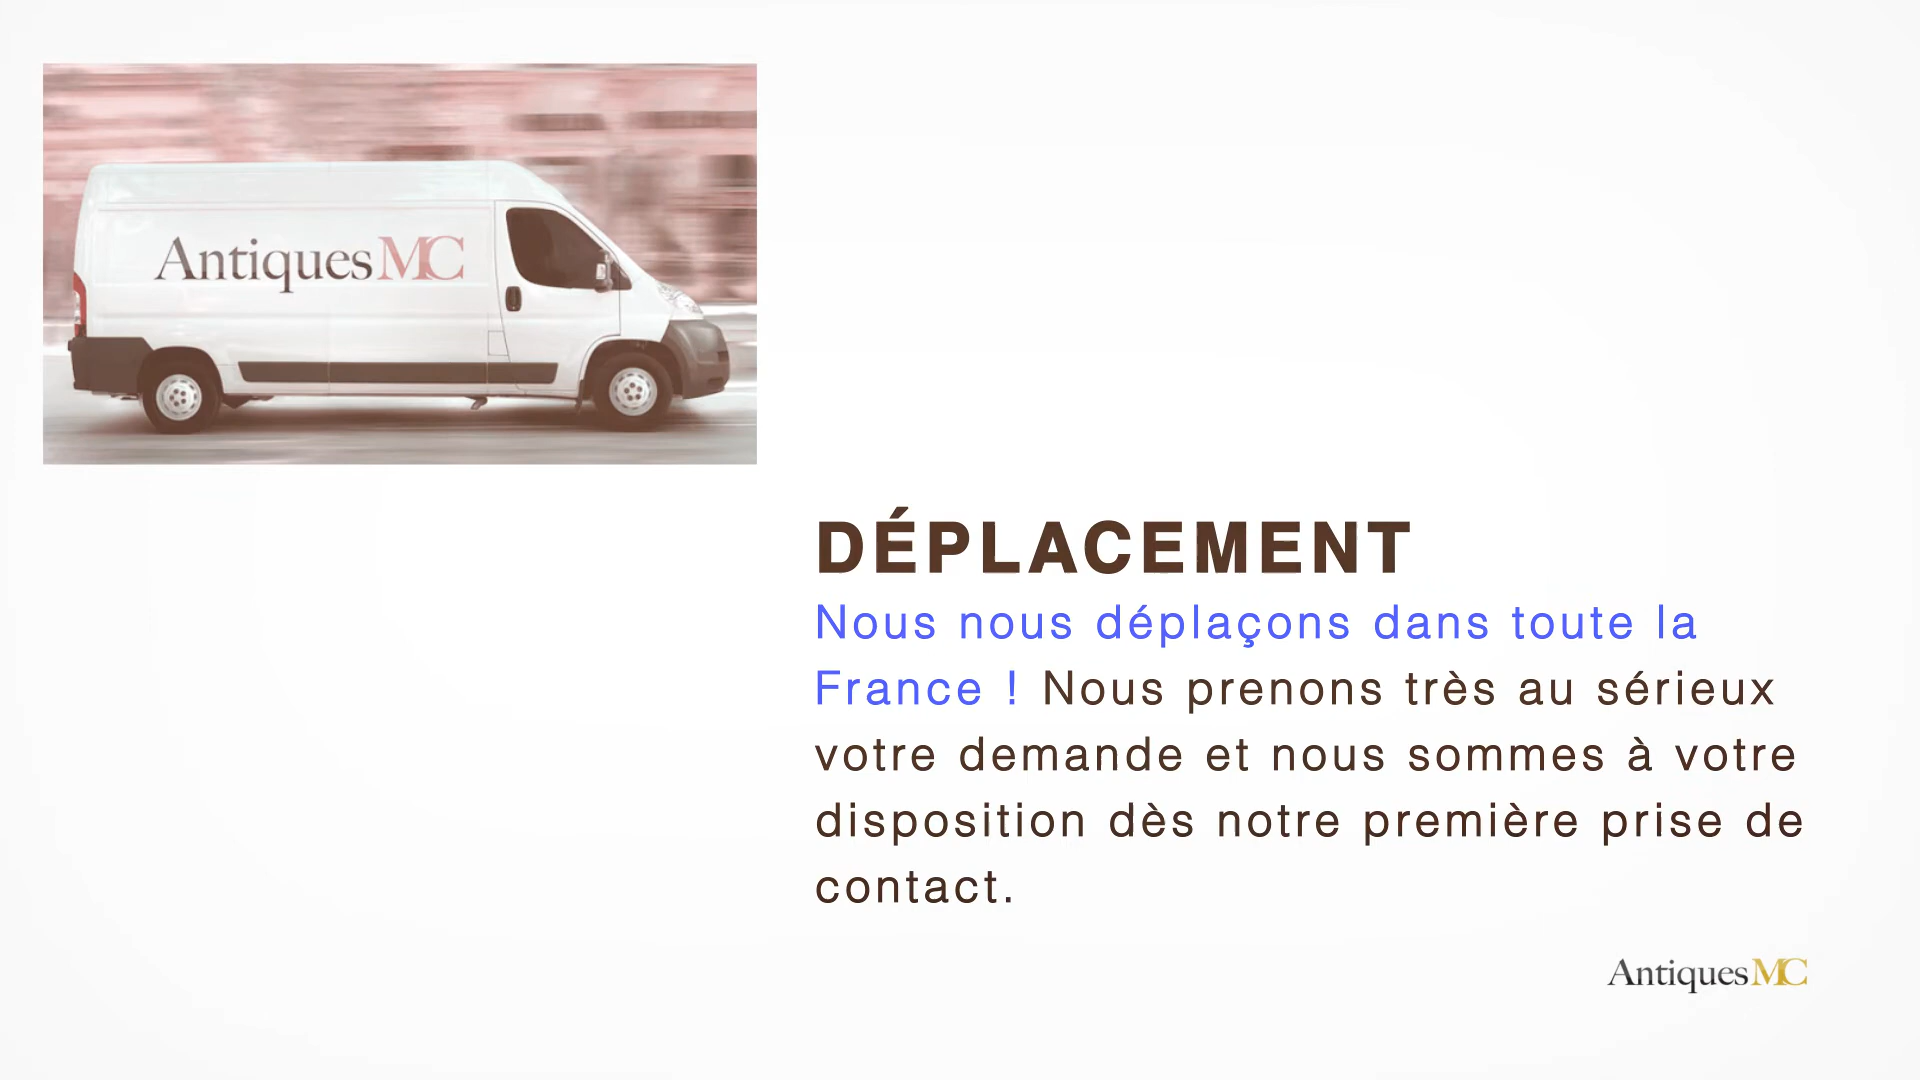 AntiquesMC
DÉPLACEMENT
Nous nous déplaçons dans toute la
France ! Nous prenons très au sérieux
votre demande et nous sommes à votre
disposition dès notre première prise de
contact.
AntiquesMC